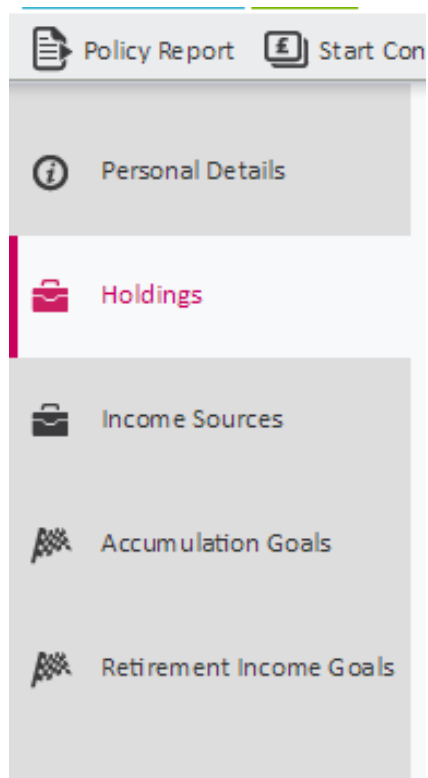 Policy Report £ Start Con
i Personal Details
Holdings
Income Sources
Accumulation Goals
Retirement Income Goals